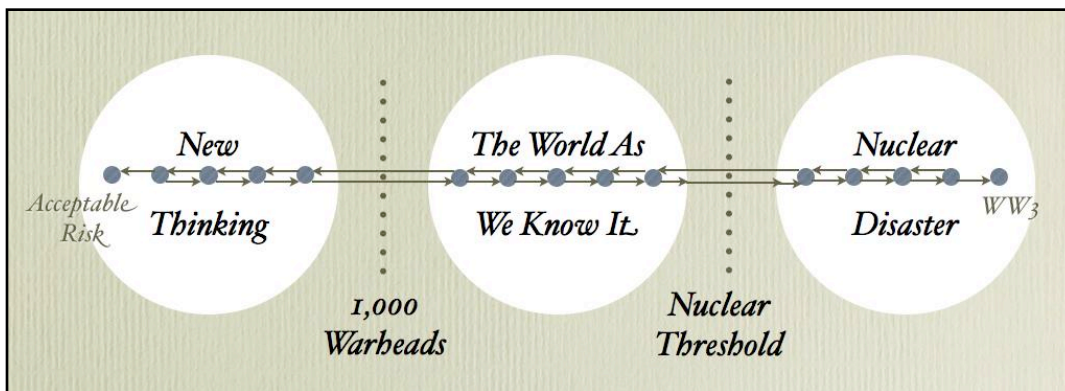 New
Thinking
Acceptable
Risk
1,000
Warheads
The World As
We Know It
Nuclear
Threshold
Nuclear
Disaster
WW3